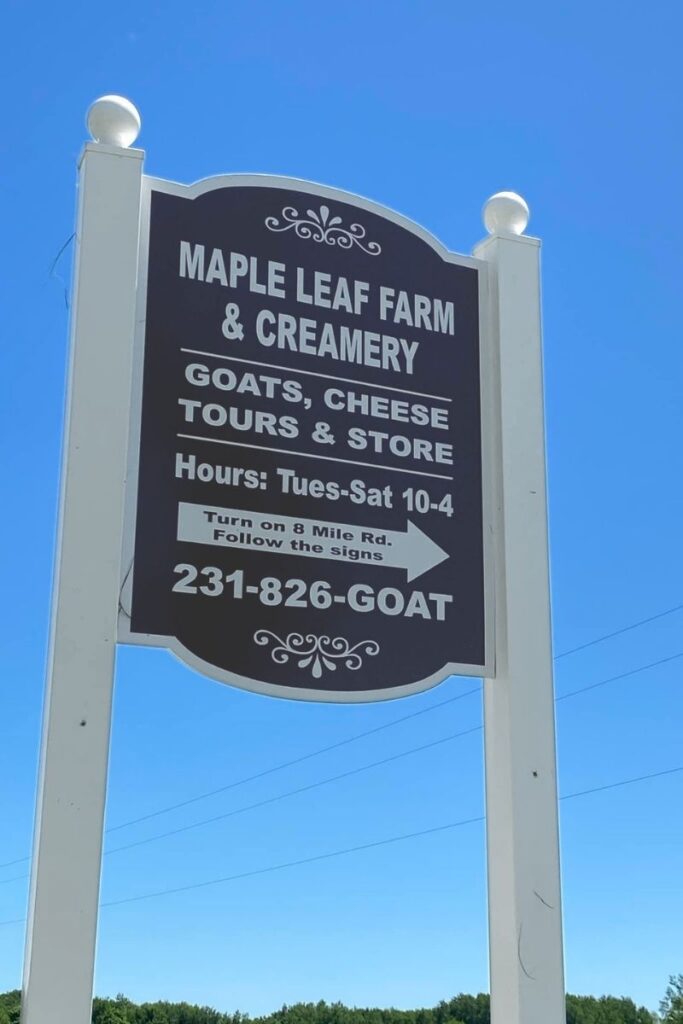 MAPLE LEAF FARM
& CREAMERY
GOATS, CHEESE
TOURS & STORE
Hours: Tues-Sat 10-4
Turn on 8 Mile Rd.
Follow the signs
231-826-GOAT